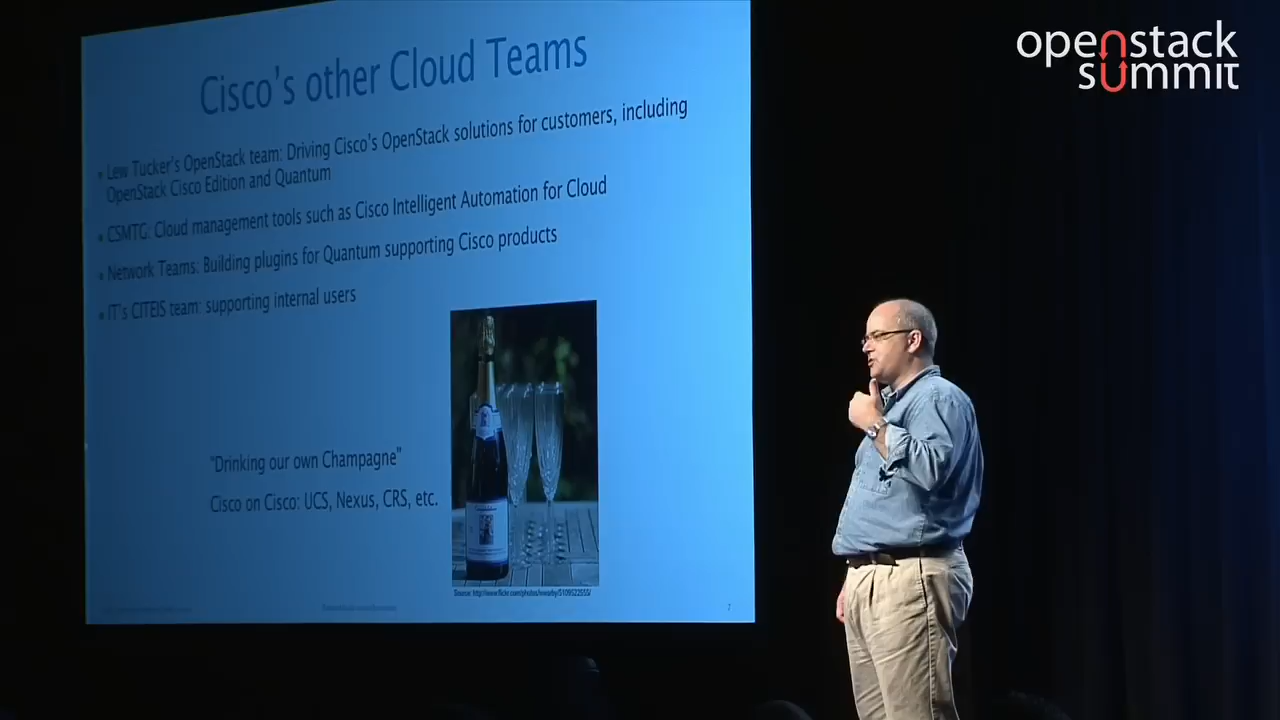 openstack
summit
Cisco's other Cloud Teams
Lew Tucker's OpenStack team: Driving Cisco's OpenStack solutions for customers, including
OpenStack Cisco Edition and Quantum
CSMTG: Cloud management tools such as Cisco Intelligent Automation for Cloud
Network Teams: Building plugins for Quantum supporting Cisco products
IT's CITEIS team: supporting internal users
"Drinking our own Champagne"
Cisco on Cisco: UCS, Nexus, CRS, etc.
7